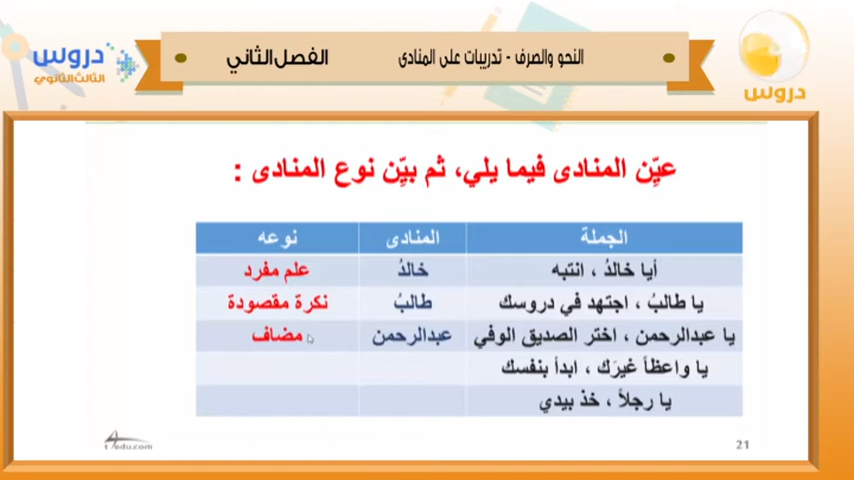 دروس
الثالث الثانوي
النحو والصرف - تدريبات على المنادى
الفصل الثاني
دروس
عيِّن المنادى فيما يلي، ثم بيِّن نوع المنادى :
الجملة المنادى نوعه
أيا خالدُ ، انتبه خالدُ علم مفرد
يا طالبُ ، اجتهد في دروسك طالبُ نكرة مقصودة
يا عبدالرحمن ، اختر الصديق الوفي عبدالرحمن مضاف
يا واعظاً غيرَك ، ابدأ بنفسك
يا رجلاً ، خذ بيدي
21